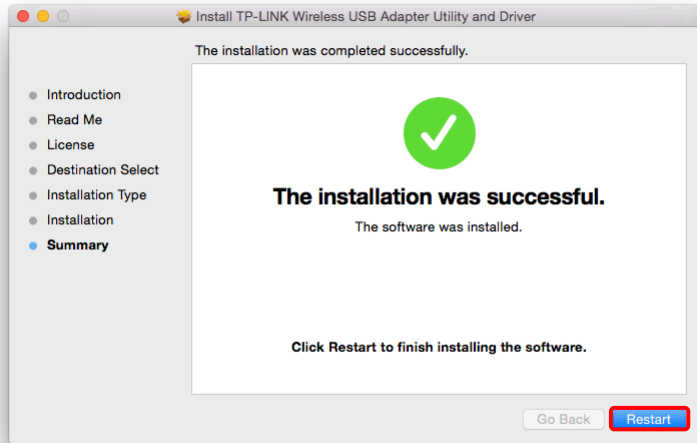 Install TP-LINK Wireless USB Adapter Utility and Driver
The installation was completed successfully.
Introduction
Read Me
License
Destination Select
Installation Type
Installation
Summary
The installation was successful.
The software was installed.
Click Restart to finish installing the software.
Go Back
Restart